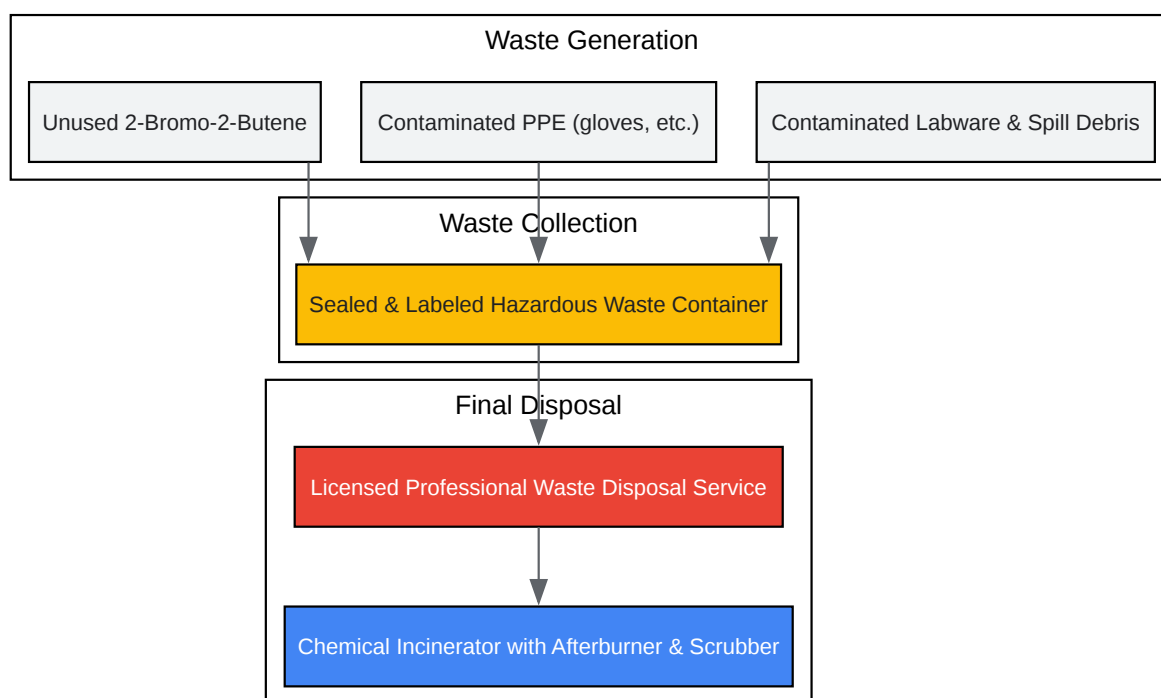 Waste Generation
Unused 2-Bromo-2-Butene
Contaminated PPE (gloves, etc.)
Contaminated Labware & Spill Debris
Waste Collection
Sealed & Labeled Hazardous Waste Container
Final Disposal
Licensed Professional Waste Disposal Service
Chemical Incinerator with Afterburner & Scrubber